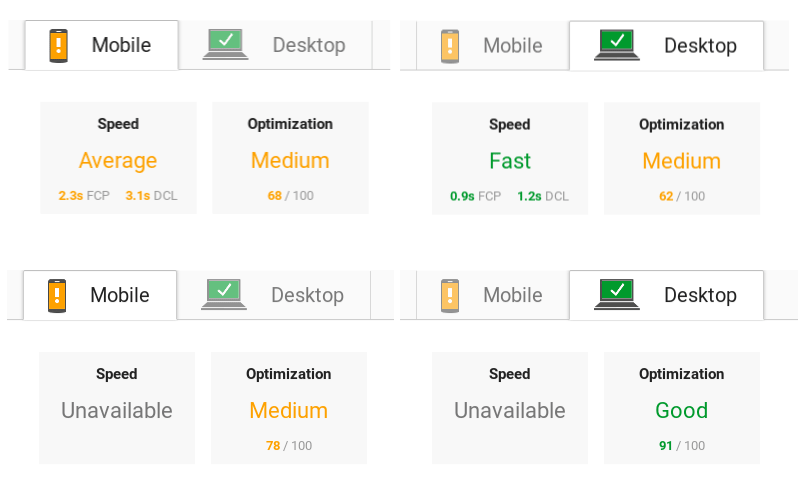 Mobile Desktop
Mobile Desktop
Speed
Average
2.3s FCP 3.1s DCL
Optimization
Medium
68 / 100
Speed
Fast
0.9s FCP 1.2s DCL
Optimization
Medium
62 / 100
Mobile Desktop
Mobile Desktop
Speed
Unavailable
Optimization
Medium
78 / 100
Speed
Unavailable
Optimization
Good
91 / 100